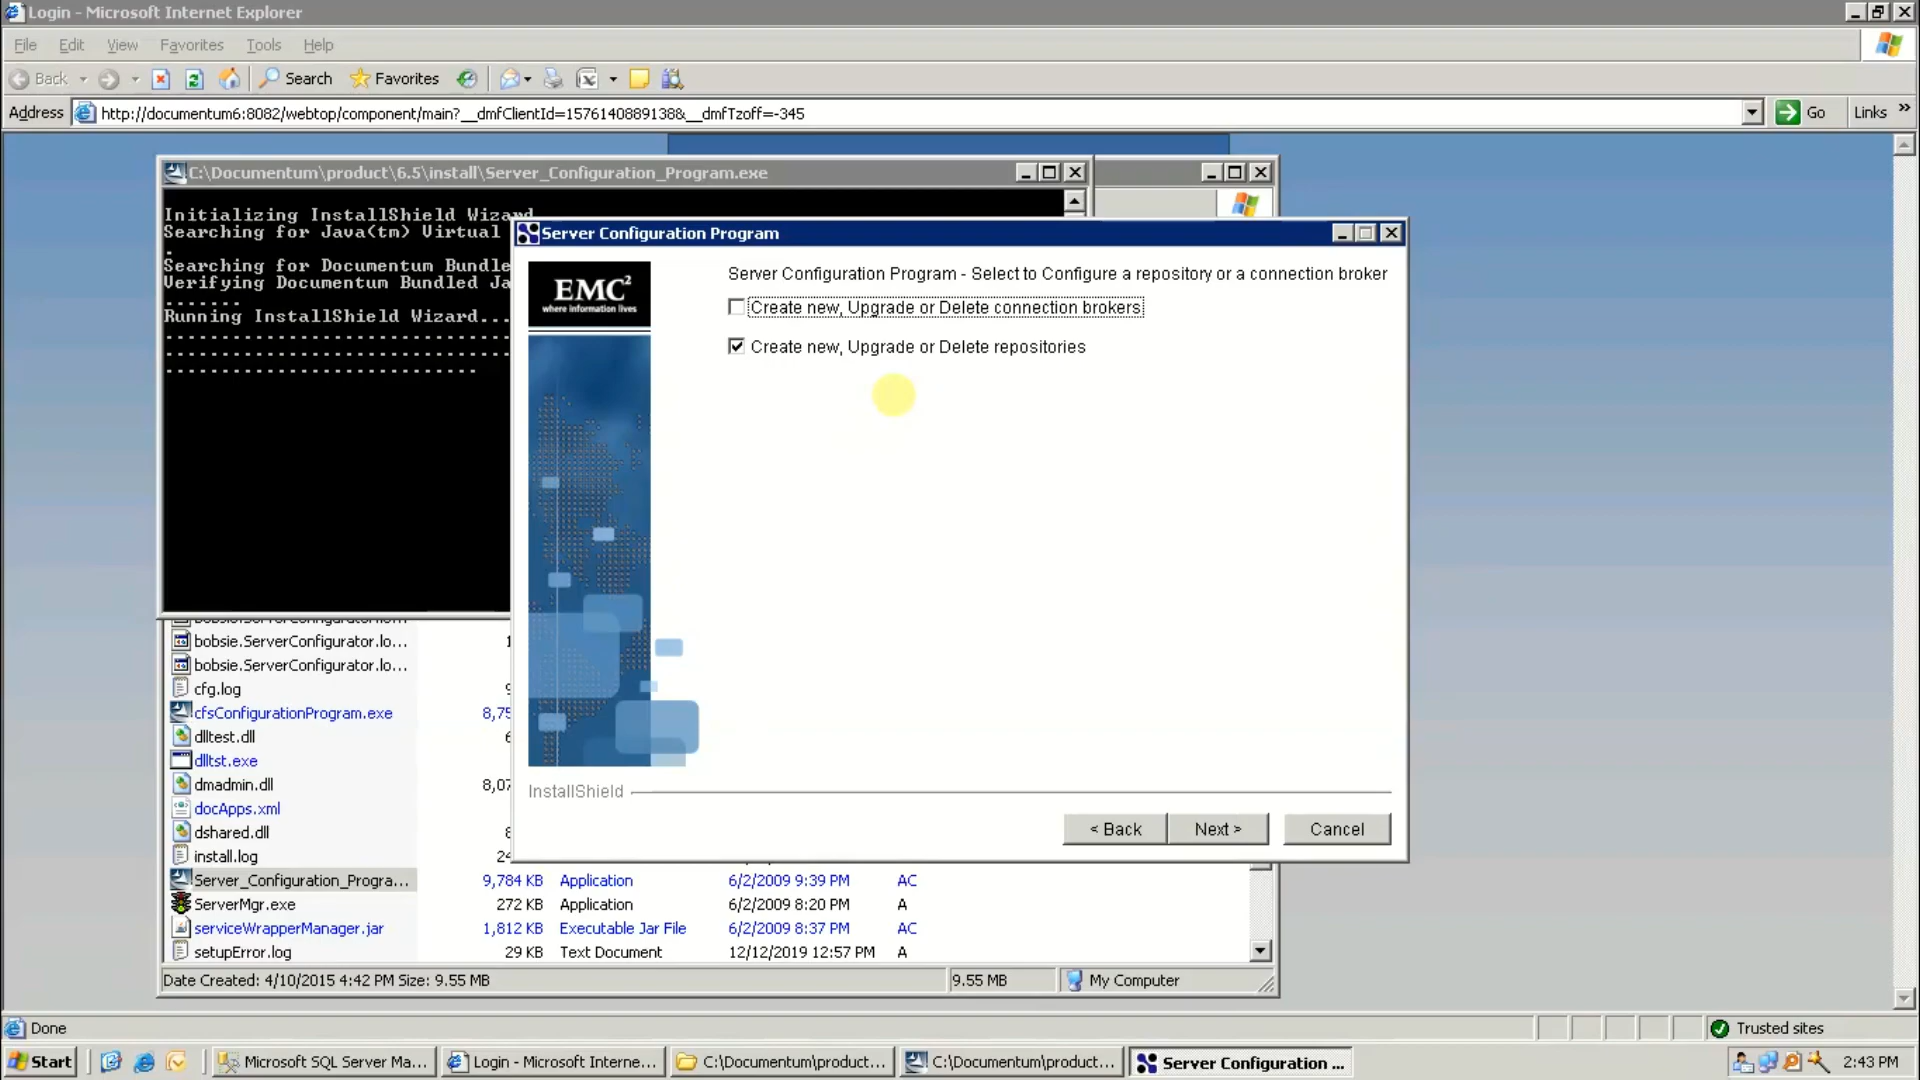 Login - Microsoft Internet Explorer
File Edit View Favorites Tools Help
Back Search Favorites
Address http://documentum6:8082/webtop/component/main?__dmfClientId=1576140889138&__dmfTzoff=-345 Go Links »
C:\Documentum\product\6.5\install\Server_Configuration_Program.exe
Initializing InstallShield Wizard
Searching for Java(tm) Virtual
.
Searching for Documentum Bundle
Verifying Documentum Bundled Ja
.......
Running InstallShield Wizard...
Server Configuration Program
EMC²
where information lives
Server Configuration Program - Select to Configure a repository or a connection broker
Create new, Upgrade or Delete connection brokers
Create new, Upgrade or Delete repositories
InstallShield
< Back Next > Cancel
bobsie.ServerConfigurator.lo...
bobsie.ServerConfigurator.lo...
cfg.log
cfsConfigurationProgram.exe 8,75
dlltest.dll
dlltst.exe
dmadmin.dll 8,07
docApps.xml
dshared.dll
install.log 24
Server_Configuration_Progra... 9,784 KB Application 6/2/2009 9:39 PM AC
ServerMgr.exe 272 KB Application 6/2/2009 8:20 PM A
serviceWrapperManager.jar 1,812 KB Executable Jar File 6/2/2009 8:37 PM AC
setupError.log 29 KB Text Document 12/12/2019 12:57 PM A
Date Created: 4/10/2015 4:42 PM Size: 9.55 MB 9.55 MB My Computer
Done Trusted sites
Start Microsoft SQL Server Ma... Login - Microsoft Interne... C:\Documentum\product... C:\Documentum\product... Server Configuration ... 2:43 PM